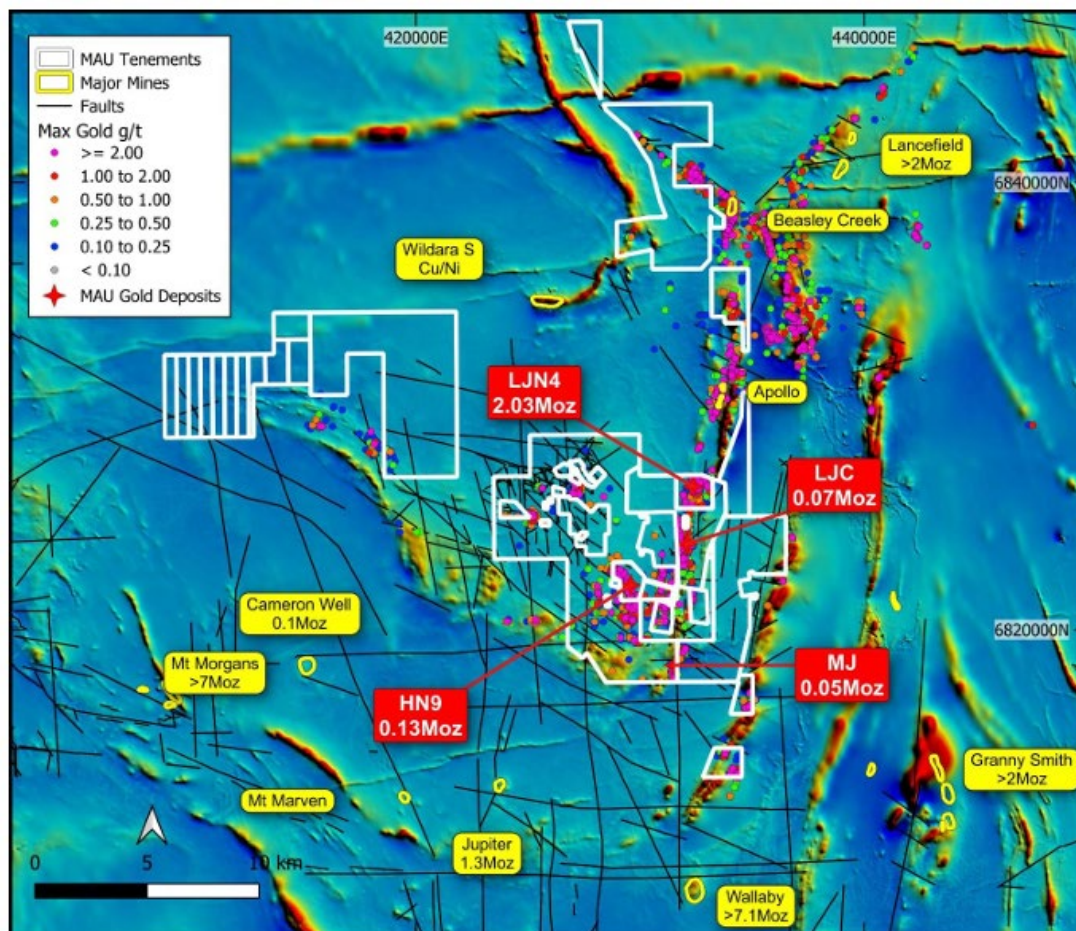 420000E
440000E
MAU Tenements
Major Mines
Faults
Max Gold g/t
>= 2.00
1.00 to 2.00
0.50 to 1.00
0.25 to 0.50
0.10 to 0.25
< 0.10
MAU Gold Deposits
Lancefield
>2Moz
6840000N
Beasley Creek
Wildara S
Cu/Ni
LJN4
2.03Moz
Apollo
LJC
0.07Moz
Cameron Well
0.1Moz
6820000N
Mt Morgans
>7Moz
MJ
0.05Moz
HN9
0.13Moz
Granny Smith
>2Moz
Mt Marven
Jupiter
1.3Moz
0 5 10 km
Wallaby
>7.1Moz